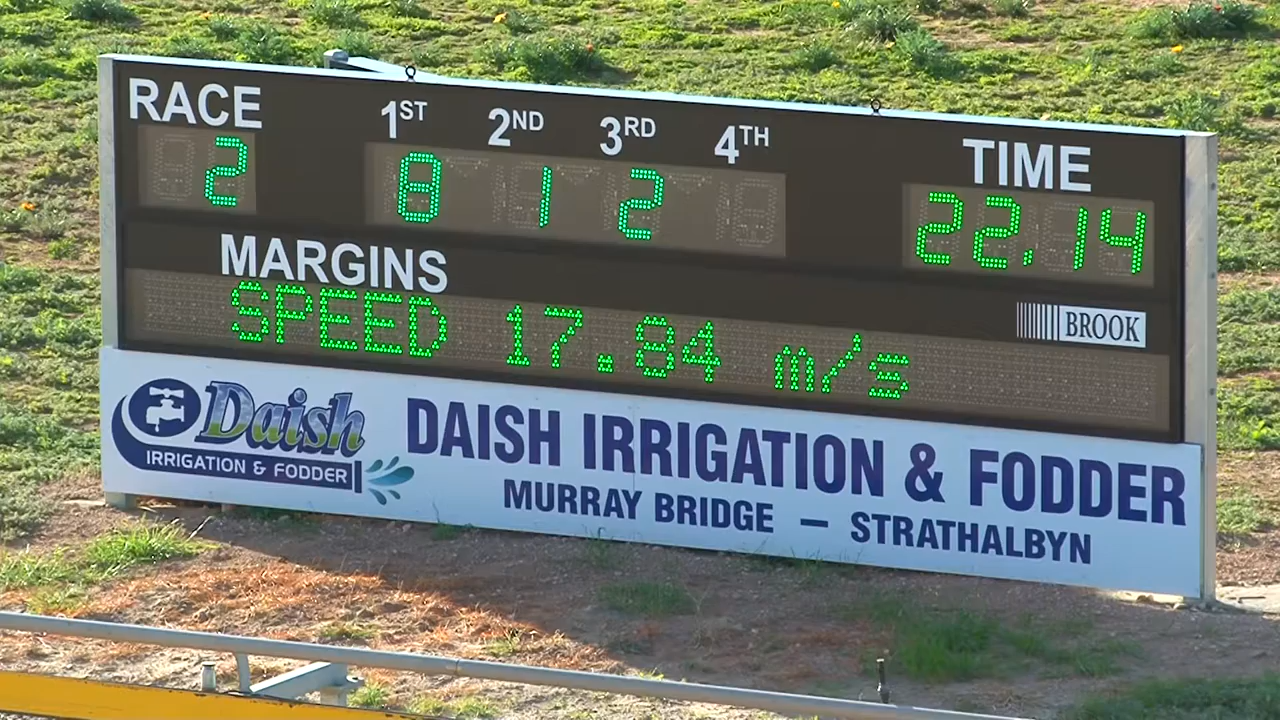 RACE 1ST 2ND 3RD 4TH TIME
2 8 1 2 22.14
MARGINS
SPEED 17.84 m/s
BROOK
Daish
IRRIGATION & FODDER
DAISH IRRIGATION & FODDER
MURRAY BRIDGE – STRATHALBYN